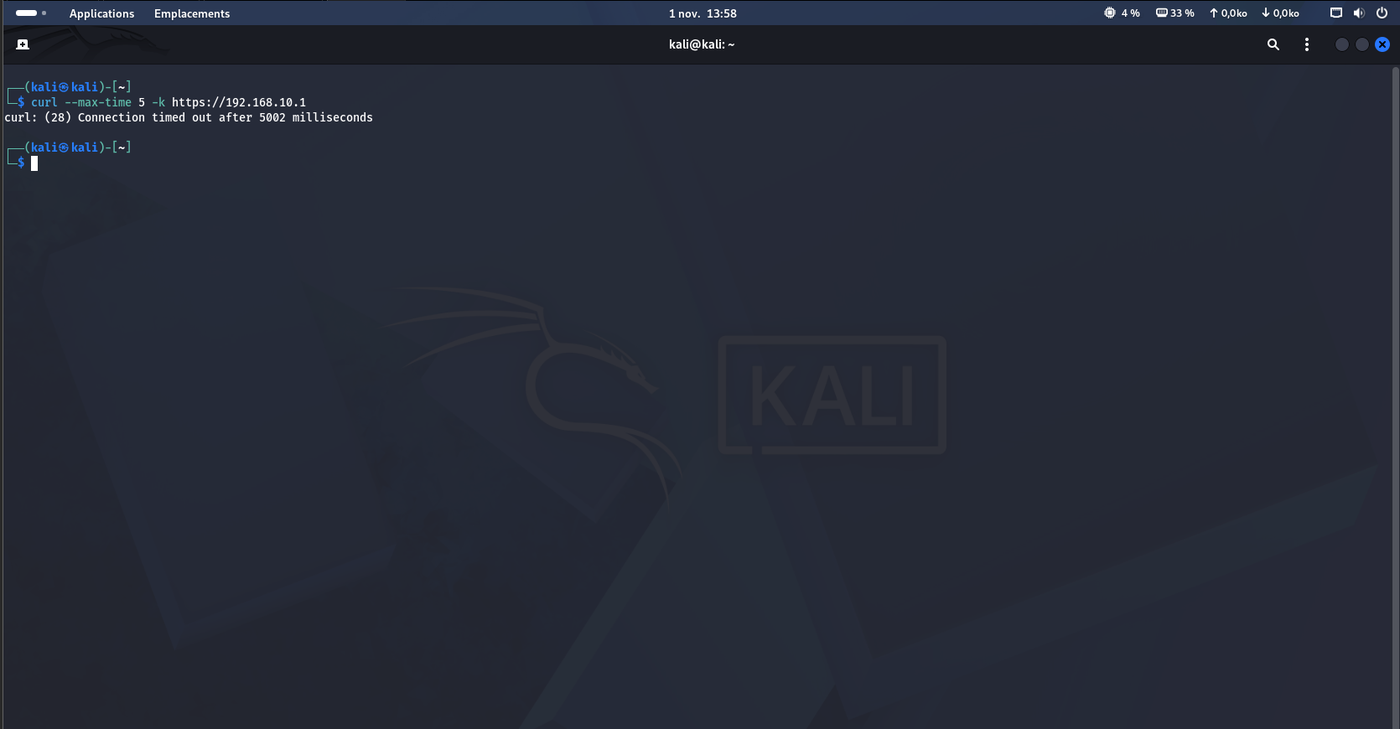 Applications Emplacements 1 nov. 13:58 4 % 33 % 0,0ko 0,0ko
kali@kali: ~
┌──(kali㉿kali)-[~]
└─$ curl --max-time 5 -k https://192.168.10.1
curl: (28) Connection timed out after 5002 milliseconds
┌──(kali㉿kali)-[~]
└─$
KALI